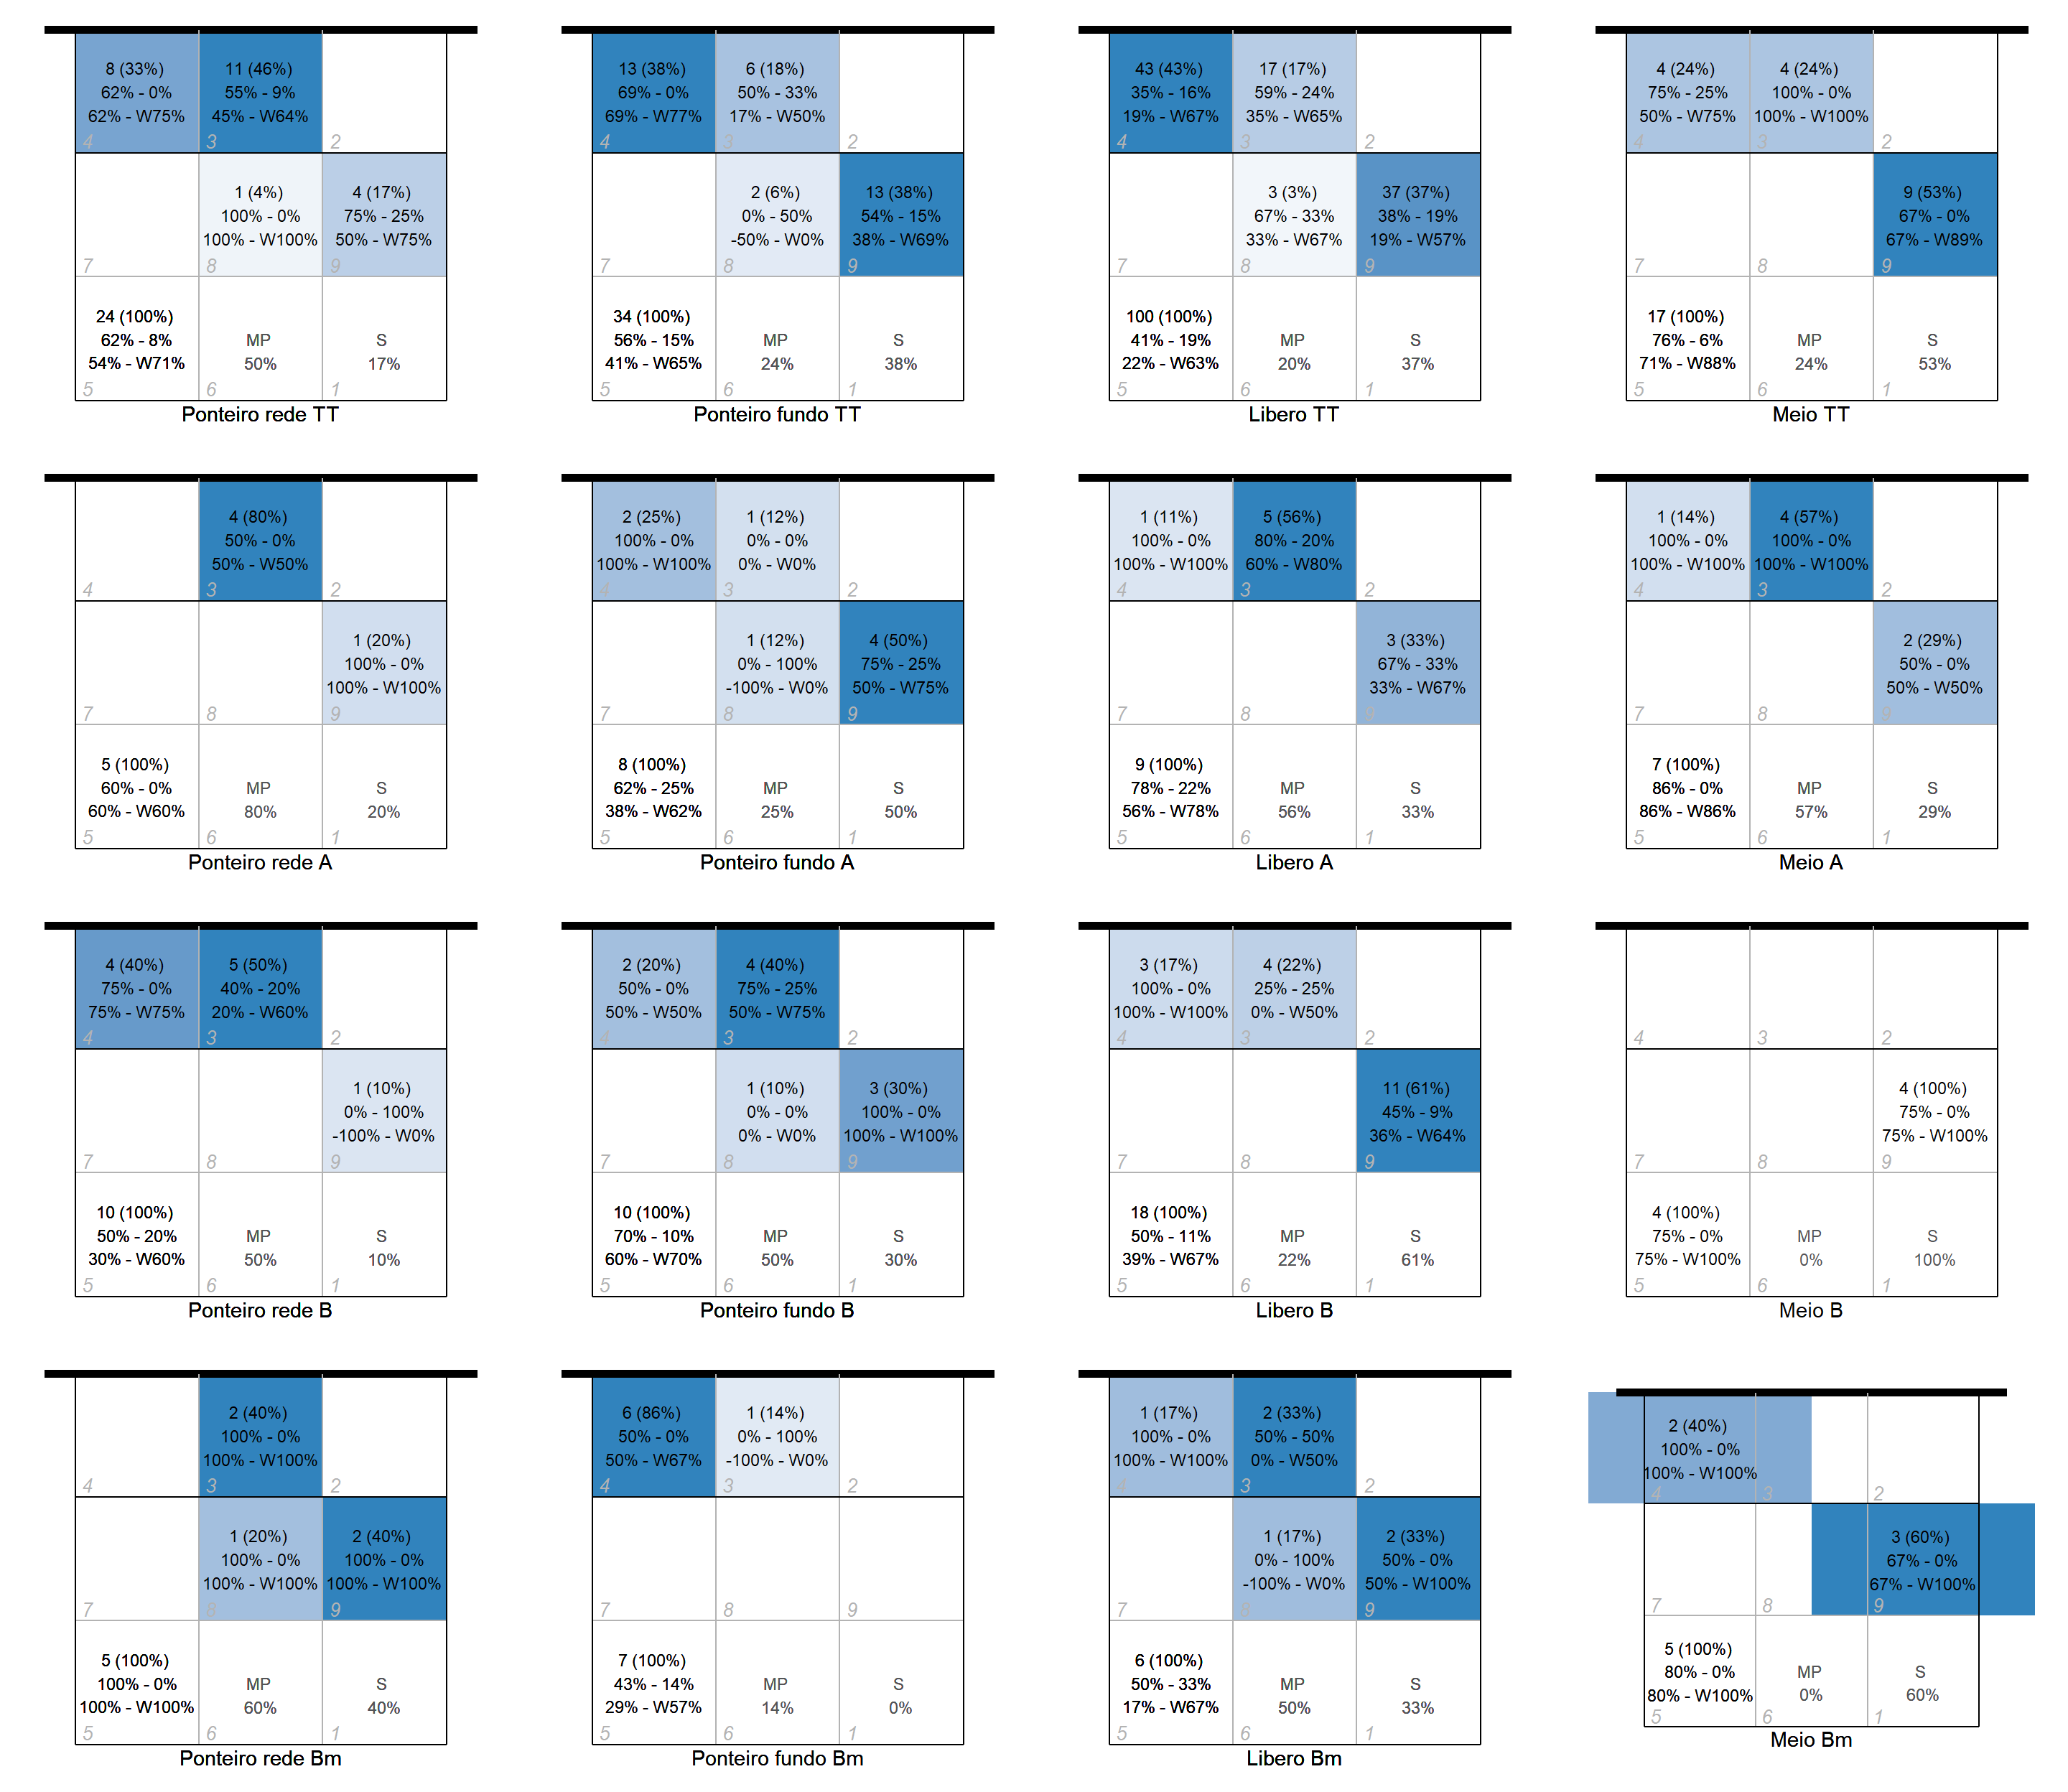 8 (33%)
62% - 0%
62% - W75%
4
11 (46%)
55% - 9%
45% - W64%
3
2
7
1 (4%)
100% - 0%
100% - W100%
8
4 (17%)
75% - 25%
50% - W75%
9
24 (100%)
62% - 8%
54% - W71%
5
MP
50%
6
S
17%
1
Ponteiro rede TT
13 (38%)
69% - 0%
69% - W77%
4
6 (18%)
50% - 33%
17% - W50%
3
2
7
2 (6%)
0% - 50%
-50% - W0%
8
13 (38%)
54% - 15%
38% - W69%
9
34 (100%)
56% - 15%
41% - W65%
5
MP
24%
6
S
38%
1
Ponteiro fundo TT
43 (43%)
35% - 16%
19% - W67%
4
17 (17%)
59% - 24%
35% - W65%
3
2
7
3 (3%)
67% - 33%
33% - W67%
8
37 (37%)
38% - 19%
19% - W57%
9
100 (100%)
41% - 19%
22% - W63%
5
MP
20%
6
S
37%
1
Libero TT
4 (24%)
75% - 25%
50% - W75%
4
4 (24%)
100% - 0%
100% - W100%
3
2
7
8
9 (53%)
67% - 0%
67% - W89%
9
17 (100%)
76% - 6%
71% - W88%
5
MP
24%
6
S
53%
1
Meio TT
4
4 (80%)
50% - 0%
50% - W50%
3
2
7
8
1 (20%)
100% - 0%
100% - W100%
9
5 (100%)
60% - 0%
60% - W60%
5
MP
80%
6
S
20%
1
Ponteiro rede A
2 (25%)
100% - 0%
100% - W100%
4
1 (12%)
0% - 0%
0% - W0%
3
2
7
1 (12%)
0% - 100%
-100% - W0%
8
4 (50%)
75% - 25%
50% - W75%
9
8 (100%)
62% - 25%
38% - W62%
5
MP
25%
6
S
50%
1
Ponteiro fundo A
1 (11%)
100% - 0%
100% - W100%
4
5 (56%)
80% - 20%
60% - W80%
3
2
7
8
3 (33%)
67% - 33%
33% - W67%
9
9 (100%)
78% - 22%
56% - W78%
5
MP
56%
6
S
33%
1
Libero A
1 (14%)
100% - 0%
100% - W100%
4
4 (57%)
100% - 0%
100% - W100%
3
2
7
8
2 (29%)
50% - 0%
50% - W50%
9
7 (100%)
86% - 0%
86% - W86%
5
MP
57%
6
S
29%
1
Meio A
4 (40%)
75% - 0%
75% - W75%
4
5 (50%)
40% - 20%
20% - W60%
3
2
7
8
1 (10%)
0% - 100%
-100% - W0%
9
10 (100%)
50% - 20%
30% - W60%
5
MP
50%
6
S
10%
1
Ponteiro rede B
2 (20%)
50% - 0%
50% - W50%
4
4 (40%)
75% - 25%
50% - W75%
3
2
7
1 (10%)
0% - 0%
0% - W0%
8
3 (30%)
100% - 0%
100% - W100%
9
10 (100%)
70% - 10%
60% - W70%
5
MP
50%
6
S
30%
1
Ponteiro fundo B
3 (17%)
100% - 0%
100% - W100%
4
4 (22%)
25% - 25%
0% - W50%
3
2
7
8
11 (61%)
45% - 9%
36% - W64%
9
18 (100%)
50% - 11%
39% - W67%
5
MP
22%
6
S
61%
1
Libero B
4
3
2
7
8
4 (100%)
75% - 0%
75% - W100%
9
4 (100%)
75% - 0%
75% - W100%
5
MP
0%
6
S
100%
1
Meio B
4
2 (40%)
100% - 0%
100% - W100%
3
2
7
1 (20%)
100% - 0%
100% - W100%
8
2 (40%)
100% - 0%
100% - W100%
9
5 (100%)
100% - 0%
100% - W100%
5
MP
60%
6
S
40%
1
Ponteiro rede Bm
6 (86%)
50% - 0%
50% - W67%
4
1 (14%)
0% - 100%
-100% - W0%
3
2
7
8
9
7 (100%)
43% - 14%
29% - W57%
5
MP
14%
6
S
0%
1
Ponteiro fundo Bm
1 (17%)
100% - 0%
100% - W100%
4
2 (33%)
50% - 50%
0% - W50%
3
2
7
1 (17%)
0% - 100%
-100% - W0%
8
2 (33%)
50% - 0%
50% - W100%
9
6 (100%)
50% - 33%
17% - W67%
5
MP
50%
6
S
33%
1
Libero Bm
2 (40%)
100% - 0%
100% - W100%
4
3
2
7
8
3 (60%)
67% - 0%
67% - W100%
9
5 (100%)
80% - 0%
80% - W100%
5
MP
0%
6
S
60%
1
Meio Bm